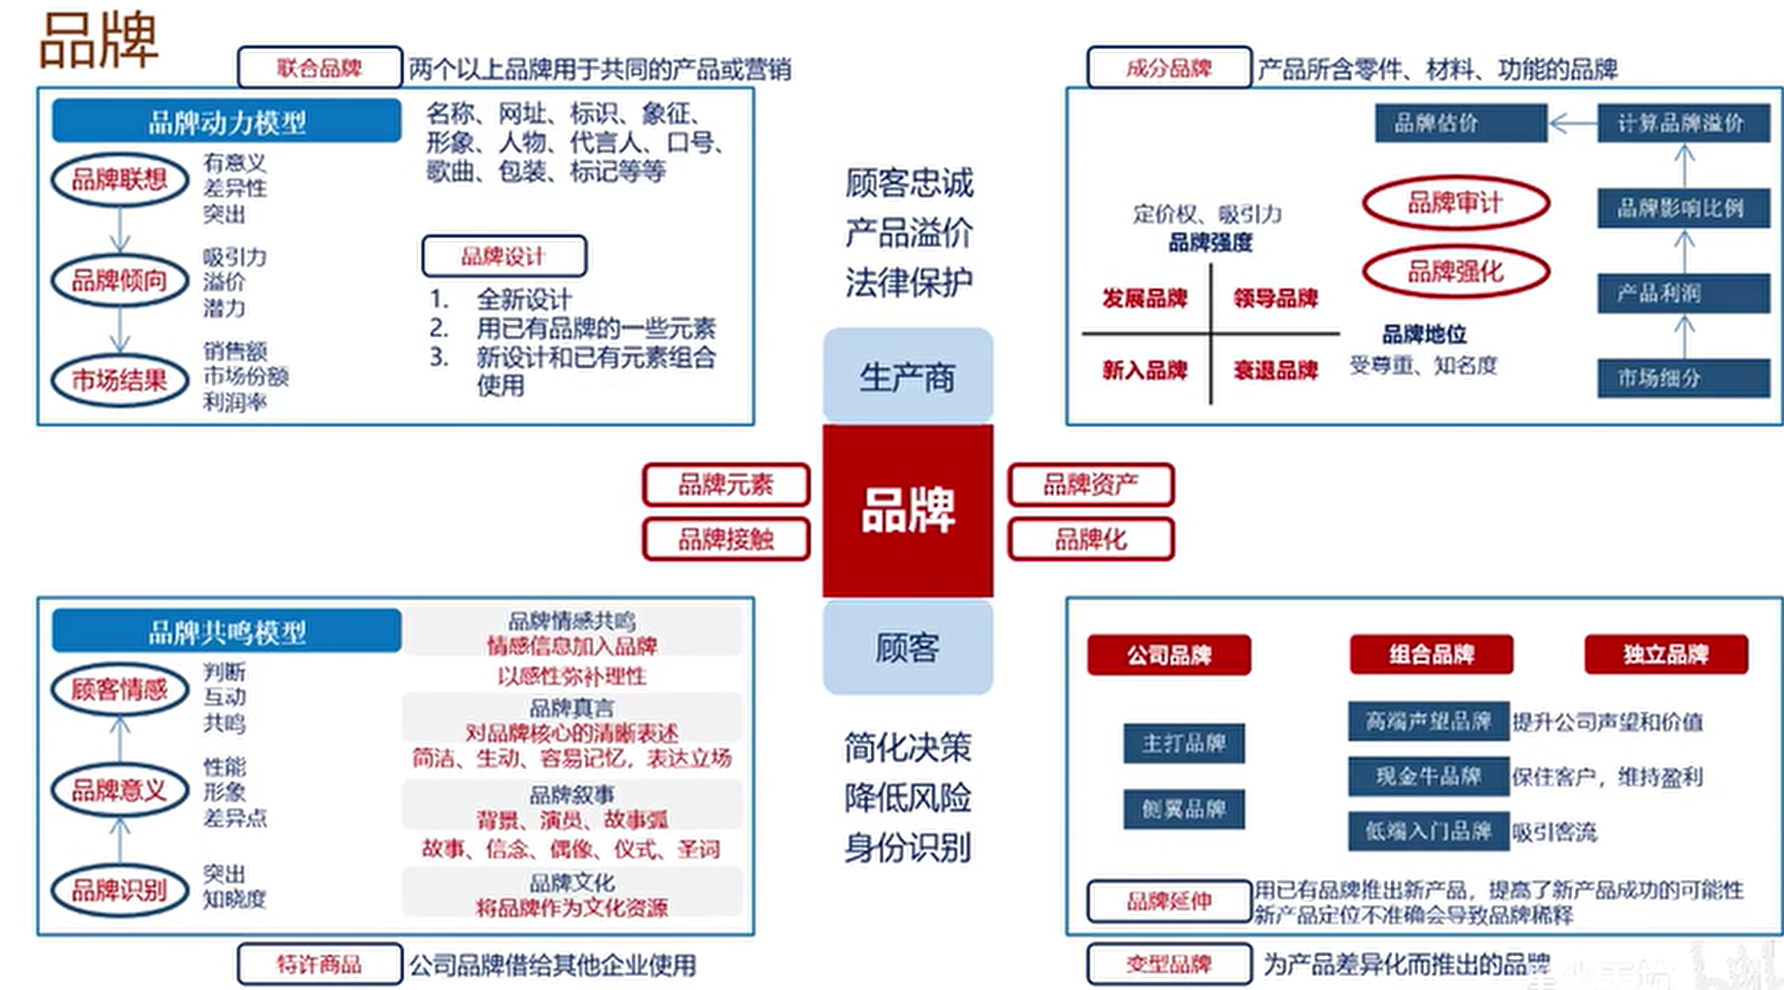 品牌
联合品牌
两个以上品牌用于共同的产品或营销
品牌动力模型
品牌联想
有意义
差异性
突出
品牌倾向
吸引力
溢价
潜力
市场结果
销售额
市场份额
利润率
名称、网址、标识、象征、
形象、人物、代言人、口号、
歌曲、包装、标记等等
品牌设计
1. 全新设计
2. 用已有品牌的一些元素
3. 新设计和已有元素组合
使用
顾客忠诚
产品溢价
法律保护
生产商
品牌
顾客
简化决策
降低风险
身份识别
品牌元素
品牌接触
品牌资产
品牌化
成分品牌
产品所含零件、材料、功能的品牌
品牌估价
计算品牌溢价
品牌影响比例
产品利润
市场细分
品牌审计
品牌强化
定价权、吸引力
品牌强度
发展品牌
领导品牌
新入品牌
衰退品牌
品牌地位
受尊重、知名度
品牌共鸣模型
顾客情感
判断
互动
共鸣
品牌意义
性能
形象
差异点
品牌识别
突出
知晓度
品牌情感共鸣
情感信息加入品牌
以感性弥补理性
品牌真言
对品牌核心的清晰表述
简洁、生动、容易记忆，表达立场
品牌叙事
背景、演员、故事弧
故事、信念、偶像、仪式、圣词
品牌文化
将品牌作为文化资源
特许商品
公司品牌借给其他企业使用
公司品牌
组合品牌
独立品牌
主打品牌
侧翼品牌
高端声望品牌
提升公司声望和价值
现金牛品牌
保住客户，维持盈利
低端入门品牌
吸引客流
品牌延伸
用已有品牌推出新产品，提高了新产品成功的可能性
新产品定位不准确会导致品牌稀释
变型品牌
为产品差异化而推出的品牌